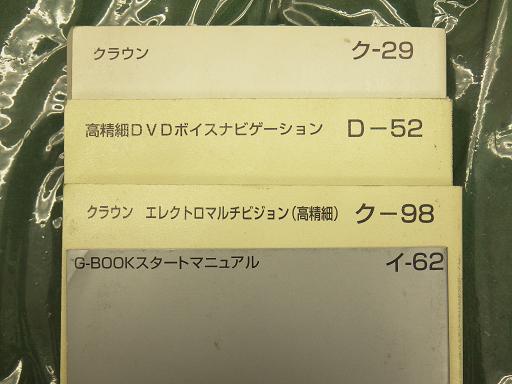 クラウン ク-29
高精細DVDボイスナビゲーション D-52
クラウン エレクトロマルチビジョン(高精細) ク-98
G-BOOKスタートマニュアル イ-62